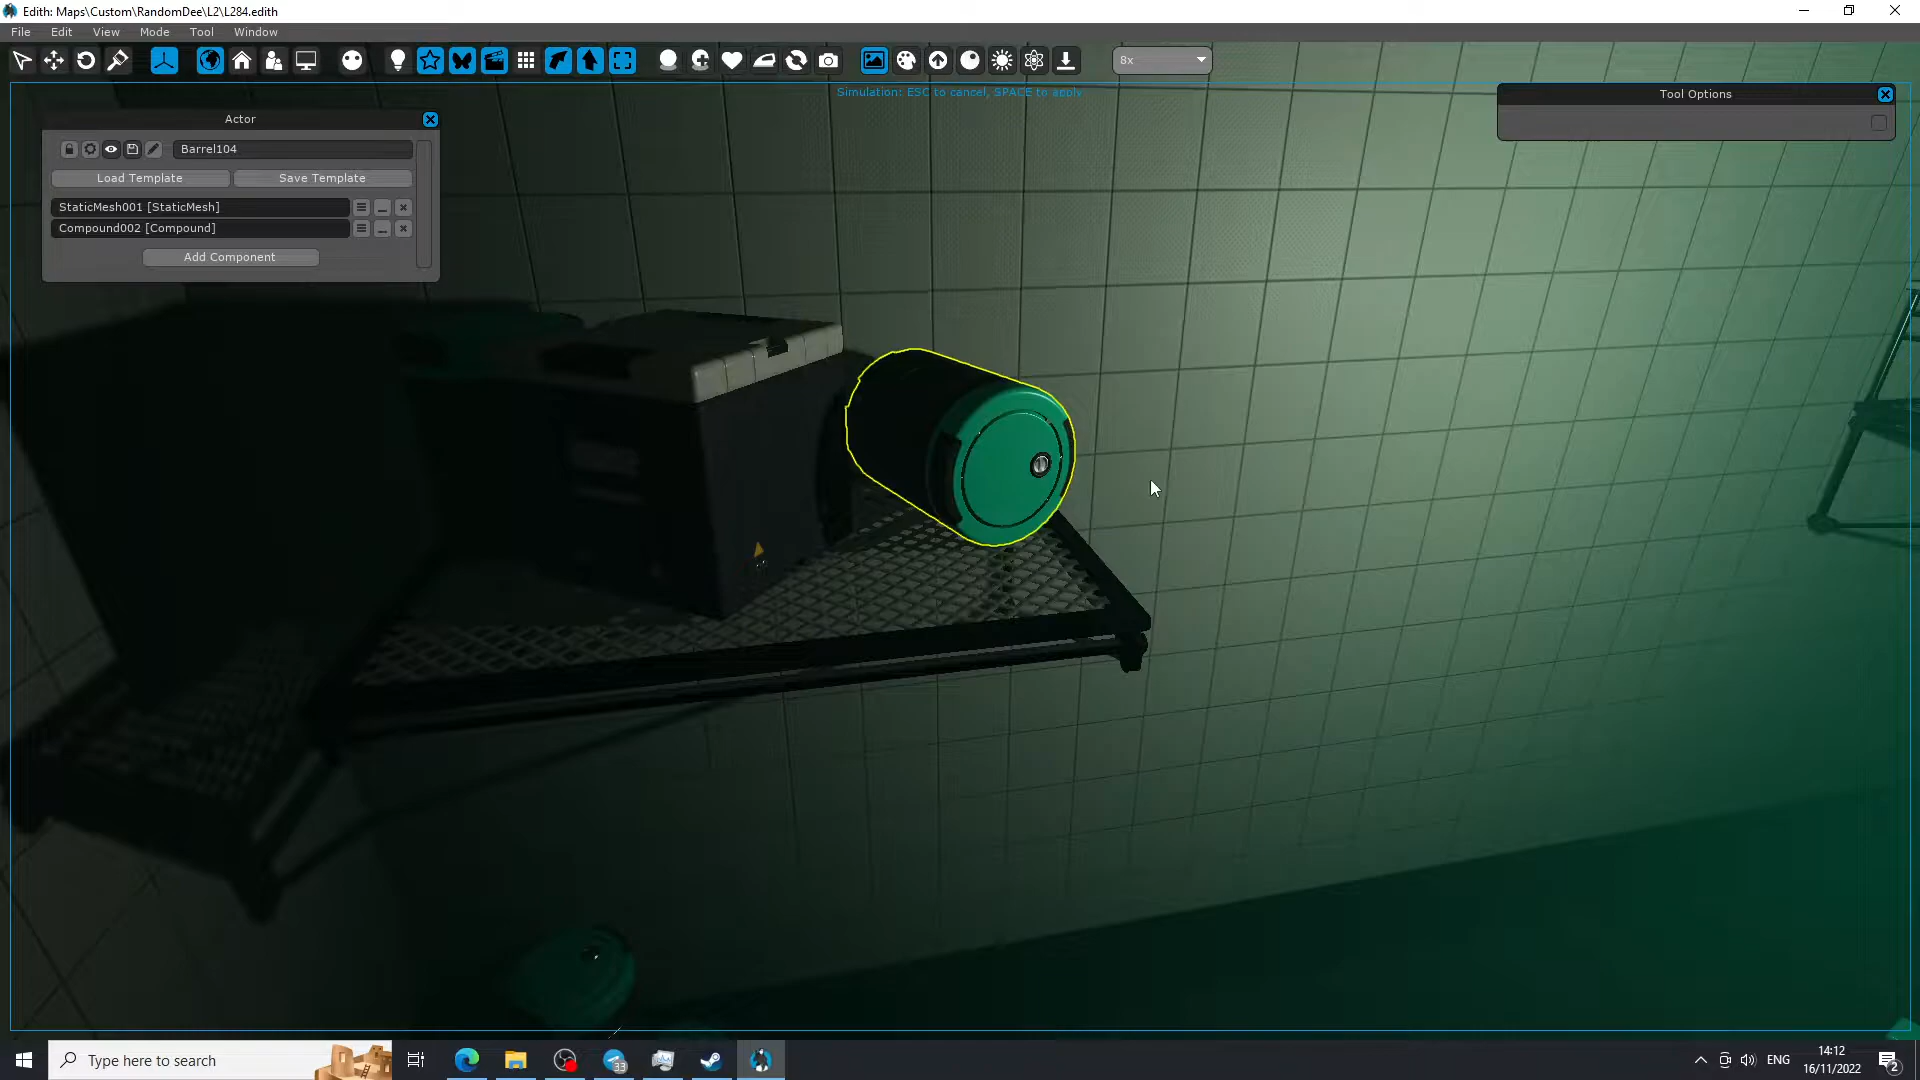 Edith: Maps\Custom\RandomDee\L2\L284.edith
File Edit View Mode Tool Window
8x
Simulation: ESC to cancel, SPACE to apply
Tool Options
Actor
Barrel104
Load Template Save Template
StaticMesh001 [StaticMesh]
Compound002 [Compound]
Add Component
Type here to search
33
ENG
14:12
16/11/2022
2